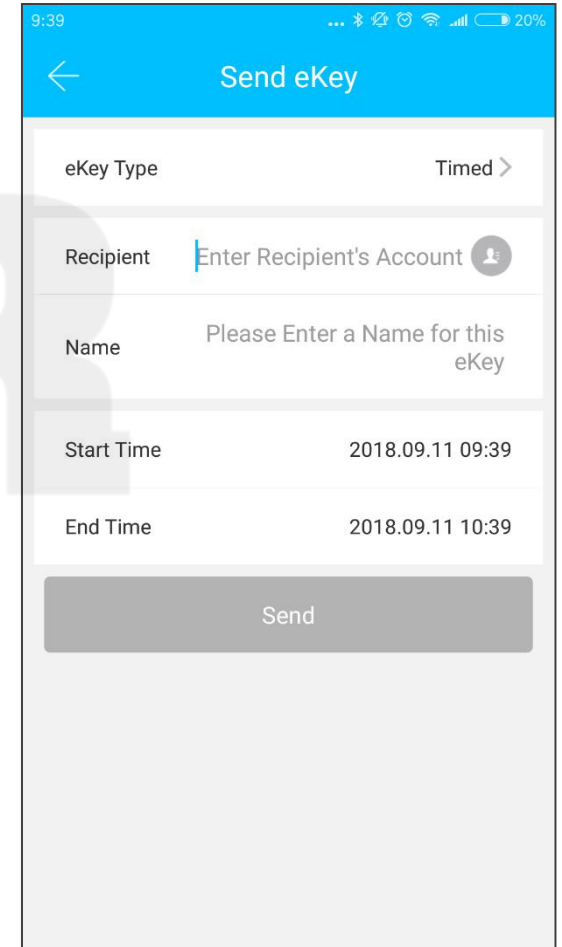 9:39 ... 20%
Send eKey
eKey Type Timed
Recipient Enter Recipient's Account
Name Please Enter a Name for this
eKey
Start Time 2018.09.11 09:39
End Time 2018.09.11 10:39
Send